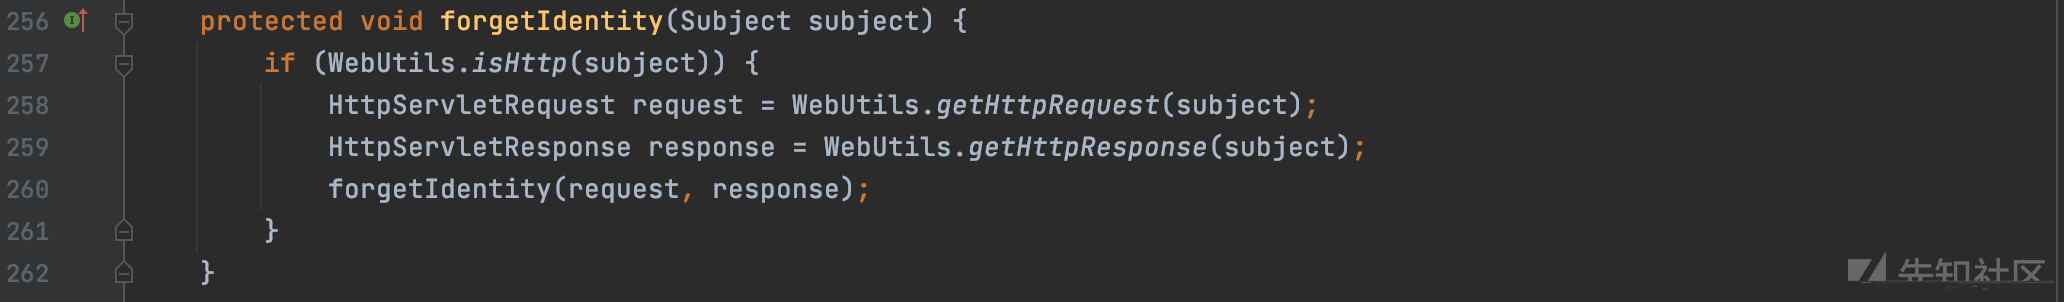 256 protected void forgetIdentity(Subject subject) {
257 if (WebUtils.isHttp(subject)) {
258 HttpServletRequest request = WebUtils.getHttpRequest(subject);
259 HttpServletResponse response = WebUtils.getHttpResponse(subject);
260 forgetIdentity(request, response);
261 }
262 }
先知社区